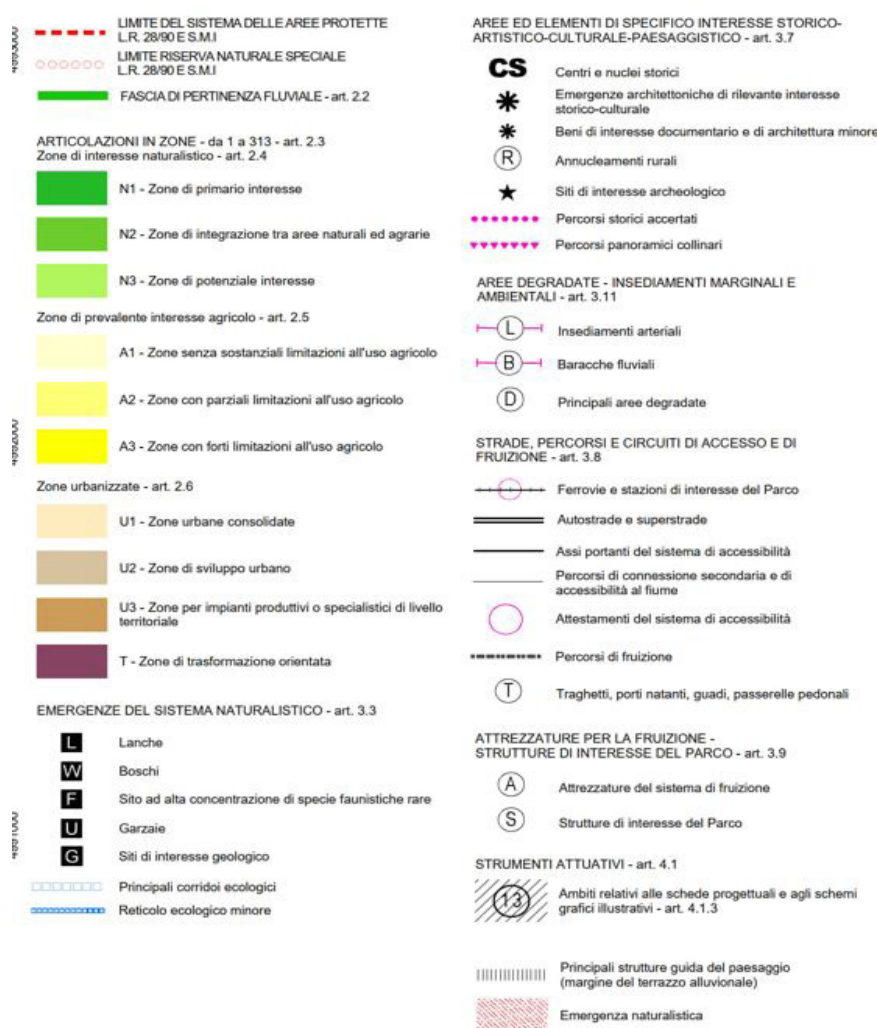 LIMITE DEL SISTEMA DELLE AREE PROTETTE
L.R. 28/90 E S.M.I
LIMITE RISERVA NATURALE SPECIALE
L.R. 28/90 E S.M.I
FASCIA DI PERTINENZA FLUVIALE - art. 2.2
ARTICOLAZIONI IN ZONE - da 1 a 313 - art. 2.3
Zone di interesse naturalistico - art. 2.4
N1 - Zone di primario interesse
N2 - Zone di integrazione tra aree naturali ed agrarie
N3 - Zone di potenziale interesse
Zone di prevalente interesse agricolo - art. 2.5
A1 - Zone senza sostanziali limitazioni all'uso agricolo
A2 - Zone con parziali limitazioni all'uso agricolo
4992000
A3 - Zone con forti limitazioni all'uso agricolo
Zone urbanizzate - art. 2.6
U1 - Zone urbane consolidate
U2 - Zone di sviluppo urbano
U3 - Zone per impianti produttivi o specialistici di livello
territoriale
T - Zone di trasformazione orientata
EMERGENZE DEL SISTEMA NATURALISTICO - art. 3.3
L Lanche
W Boschi
F Sito ad alta concentrazione di specie faunistiche rare
U Garzaie
G Siti di interesse geologico
Principali corridoi ecologici
Reticolo ecologico minore
AREE ED ELEMENTI DI SPECIFICO INTERESSE STORICO-
ARTISTICO-CULTURALE-PAESAGGISTICO - art. 3.7
CS Centri e nuclei storici
Emergenze architettoniche di rilevante interesse
storico-culturale
Beni di interesse documentario e di architettura minore
R Annucleamenti rurali
Siti di interesse archeologico
Percorsi storici accertati
Percorsi panoramici collinari
AREE DEGRADATE - INSEDIAMENTI MARGINALI E
AMBIENTALI - art. 3.11
L Insediamenti arteriali
B Baracche fluviali
D Principali aree degradate
STRADE, PERCORSI E CIRCUITI DI ACCESSO E DI
FRUIZIONE - art. 3.8
Ferrovie e stazioni di interesse del Parco
Autostrade e superstrade
Assi portanti del sistema di accessibilità
Percorsi di connessione secondaria e di
accessibilità al fiume
Attestamenti del sistema di accessibilità
Percorsi di fruizione
T Traghetti, porti natanti, guadi, passerelle pedonali
ATTREZZATURE PER LA FRUIZIONE -
STRUTTURE DI INTERESSE DEL PARCO - art. 3.9
A Attrezzature del sistema di fruizione
S Strutture di interesse del Parco
STRUMENTI ATTUATIVI - art. 4.1
13 Ambiti relativi alle schede progettuali e agli schemi
grafici illustrativi - art. 4.1.3
Principali strutture guida del paesaggio
(margine del terrazzo alluvionale)
Emergenza naturalistica